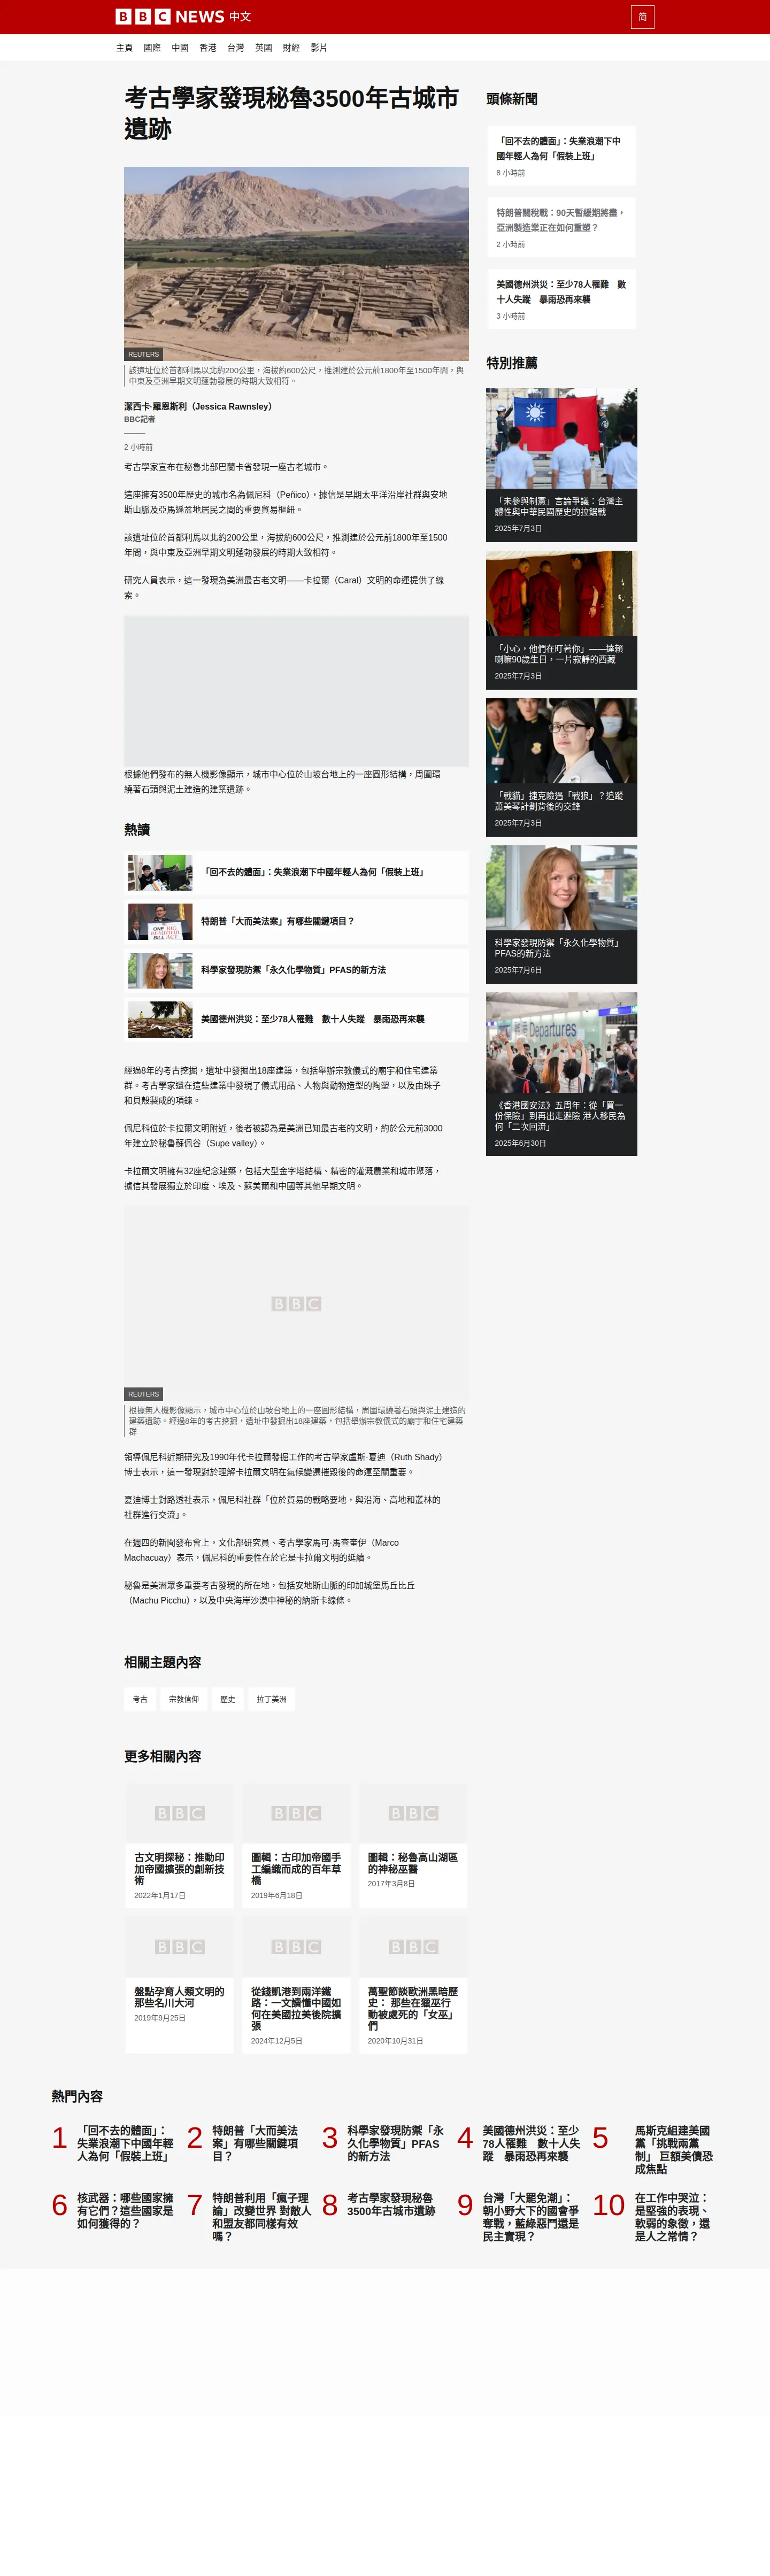 BBC NEWS 中文
简
主頁 國際 中國 香港 台灣 英國 財經 影片
考古學家發現秘魯3500年古城市
遺跡
REUTERS
該遺址位於首都利馬以北約200公里，海拔約600公尺，推測建於公元前1800年至1500年間，與
中東及亞洲早期文明蓬勃發展的時期大致相符。
潔西卡·羅恩斯利（Jessica Rawnsley）
BBC記者
2 小時前
考古學家宣布在秘魯北部巴蘭卡省發現一座古老城市。
這座擁有3500年歷史的城市名為佩尼科（Peñico），據信是早期太平洋沿岸社群與安地
斯山脈及亞馬遜盆地居民之間的重要貿易樞紐。
該遺址位於首都利馬以北約200公里，海拔約600公尺，推測建於公元前1800年至1500
年間，與中東及亞洲早期文明蓬勃發展的時期大致相符。
研究人員表示，這一發現為美洲最古老文明——卡拉爾（Caral）文明的命運提供了線
索。
根據他們發布的無人機影像顯示，城市中心位於山坡台地上的一座圓形結構，周圍環
繞著石頭與泥土建造的建築遺跡。
熱讀
「回不去的體面」：失業浪潮下中國年輕人為何「假裝上班」
特朗普「大而美法案」有哪些關鍵項目？
科學家發現防禦「永久化學物質」PFAS的新方法
美國德州洪災：至少78人罹難　數十人失蹤　暴雨恐再來襲
經過8年的考古挖掘，遺址中發掘出18座建築，包括舉辦宗教儀式的廟宇和住宅建築
群。考古學家還在這些建築中發現了儀式用品、人物與動物造型的陶塑，以及由珠子
和貝殼製成的項鍊。
佩尼科位於卡拉爾文明附近，後者被認為是美洲已知最古老的文明，約於公元前3000
年建立於秘魯蘇佩谷（Supe valley）。
卡拉爾文明擁有32座紀念建築，包括大型金字塔結構、精密的灌溉農業和城市聚落，
據信其發展獨立於印度、埃及、蘇美爾和中國等其他早期文明。
BBC
REUTERS
根據無人機影像顯示，城市中心位於山坡台地上的一座圓形結構，周圍環繞著石頭與泥土建造的
建築遺跡。經過8年的考古挖掘，遺址中發掘出18座建築，包括舉辦宗教儀式的廟宇和住宅建築
群
領導佩尼科近期研究及1990年代卡拉爾發掘工作的考古學家盧斯·夏迪（Ruth Shady）
博士表示，這一發現對於理解卡拉爾文明在氣候變遷摧毀後的命運至關重要。
夏迪博士對路透社表示，佩尼科社群「位於貿易的戰略要地，與沿海、高地和叢林的
社群進行交流」。
在週四的新聞發布會上，文化部研究員、考古學家馬可·馬查奎伊（Marco
Machacuay）表示，佩尼科的重要性在於它是卡拉爾文明的延續。
秘魯是美洲眾多重要考古發現的所在地，包括安地斯山脈的印加城堡馬丘比丘
（Machu Picchu），以及中央海岸沙漠中神秘的納斯卡線條。
相關主題內容
考古 宗教信仰 歷史 拉丁美洲
更多相關內容
BBC
古文明探秘：推動印
加帝國擴張的創新技
術
2022年1月17日
BBC
圖輯：古印加帝國手
工編織而成的百年草
橋
2019年6月18日
BBC
圖輯：秘魯高山湖區
的神秘巫醫
2017年3月8日
BBC
盤點孕育人類文明的
那些名川大河
2019年9月25日
BBC
從錢凱港到兩洋鐵
路：一文讀懂中國如
何在美國拉美後院擴
張
2024年12月5日
BBC
萬聖節談歐洲黑暗歷
史： 那些在獵巫行
動被處死的「女巫」
們
2020年10月31日
頭條新聞
「回不去的體面」：失業浪潮下中
國年輕人為何「假裝上班」
8 小時前
特朗普關稅戰：90天暫緩期將盡，
亞洲製造業正在如何重塑？
2 小時前
美國德州洪災：至少78人罹難　數
十人失蹤　暴雨恐再來襲
3 小時前
特別推薦
「未參與制憲」言論爭議：台灣主
體性與中華民國歷史的拉鋸戰
2025年7月3日
「小心，他們在盯著你」——達賴
喇嘛90歲生日，一片寂靜的西藏
2025年7月3日
「戰貓」捷克險遇「戰狼」？追蹤
蕭美琴計劃背後的交鋒
2025年7月3日
科學家發現防禦「永久化學物質」
PFAS的新方法
2025年7月6日
Departures
《香港國安法》五周年：從「買一
份保險」到再出走避險 港人移民為
何「二次回流」
2025年6月30日
熱門內容
1
「回不去的體面」：
失業浪潮下中國年輕
人為何「假裝上班」
2
特朗普「大而美法
案」有哪些關鍵項
目？
3
科學家發現防禦「永
久化學物質」PFAS
的新方法
4
美國德州洪災：至少
78人罹難　數十人失
蹤　暴雨恐再來襲
5
馬斯克組建美國
黨「挑戰兩黨
制」 巨額美債恐
成焦點
6
核武器：哪些國家擁
有它們？這些國家是
如何獲得的？
7
特朗普利用「瘋子理
論」改變世界 對敵人
和盟友都同樣有效
嗎？
8
考古學家發現秘魯
3500年古城市遺跡
9
台灣「大罷免潮」：
朝小野大下的國會爭
奪戰，藍綠惡鬥還是
民主實現？
10
在工作中哭泣：
是堅強的表現、
軟弱的象徵，還
是人之常情？